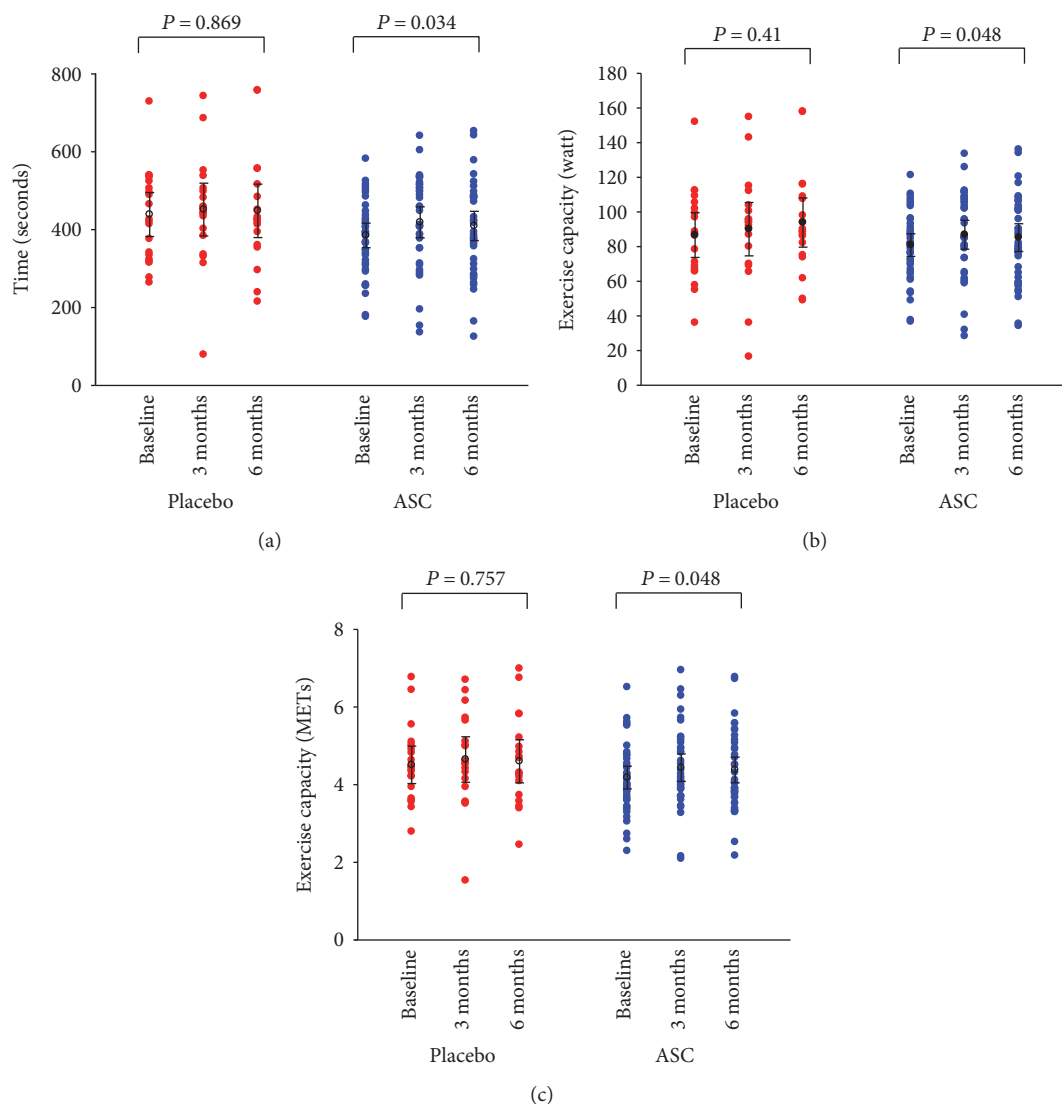 P = 0.869
P = 0.034
800
600
400
200
0
Time (seconds)
Baseline
3 months
6 months
Baseline
3 months
6 months
Placebo
ASC
(a)
P = 0.41
P = 0.048
180
160
140
120
100
80
60
40
20
0
Exercise capacity (watt)
Baseline
3 months
6 months
Baseline
3 months
6 months
Placebo
ASC
(b)
P = 0.757
P = 0.048
8
6
4
2
0
Exercise capacity (METs)
Baseline
3 months
6 months
Baseline
3 months
6 months
Placebo
ASC
(c)